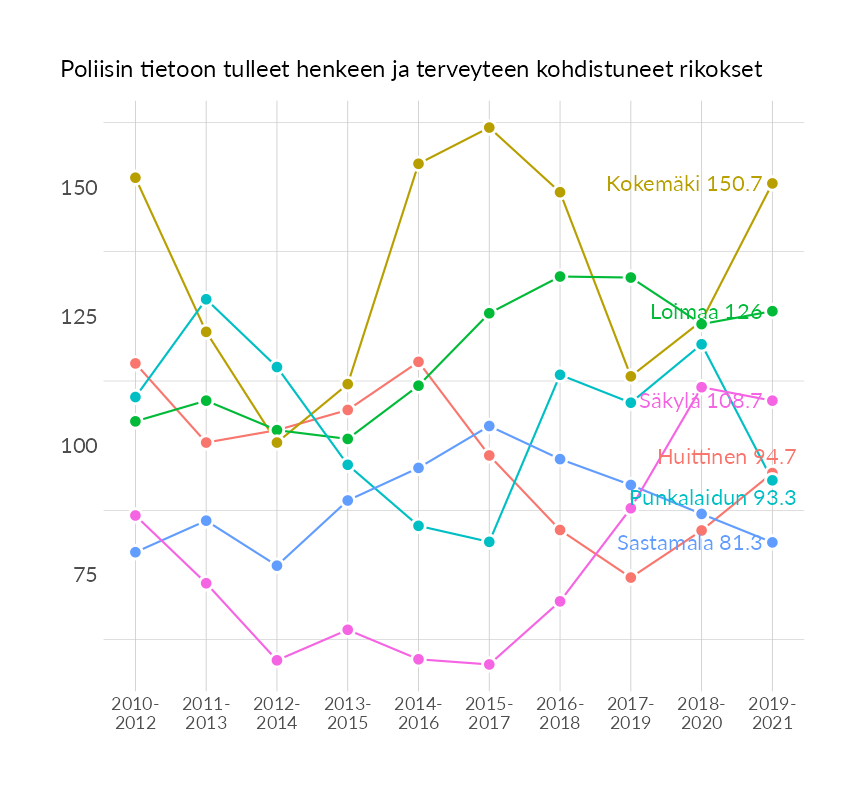 Poliisin tietoon tulleet henkeen ja terveyteen kohdistuneet rikokset
150
125
100
75
Kokemäki 150.7
Loimaa 126
Säkylä 108.7
Huittinen 94.7
Punkalaidun 93.3
Sastamala 81.3
2010- 2011- 2012- 2013- 2014- 2015- 2016- 2017- 2018- 2019-
2012 2013 2014 2015 2016 2017 2018 2019 2020 2021